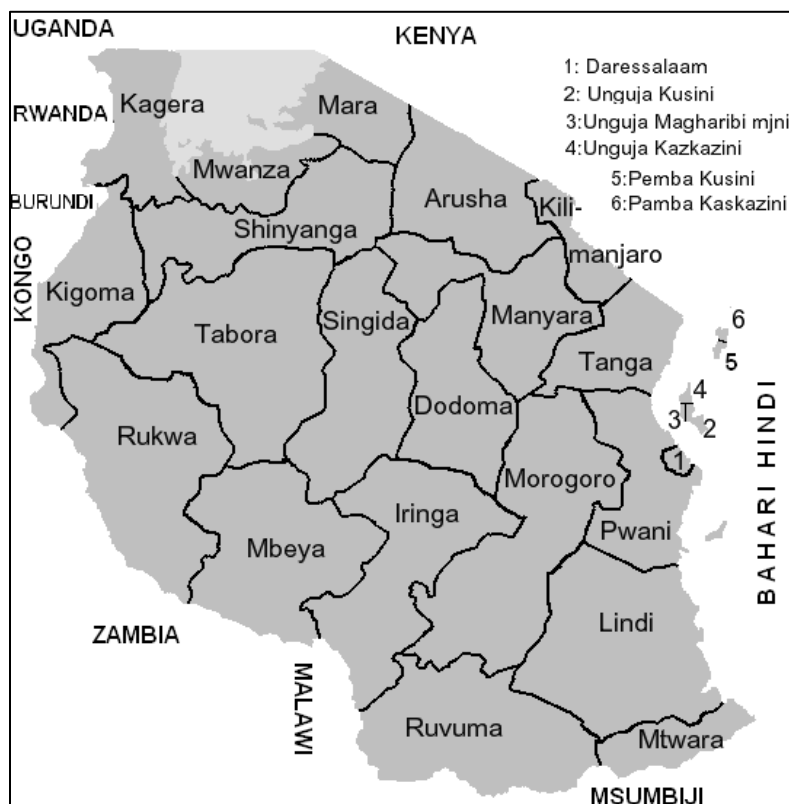 UGANDA
KENYA
1: Daressalaam
2: Unguja Kusini
3:Unguja Magharibi mjni
4:Unguja Kazkazini
5:Pemba Kusini
6:Pamba Kaskazini
RWANDA
Kagera
Mara
Mwanza
BURUNDI
Arusha
Kili-
manjaro
Shinyanga
KONGO
Kigoma
Tabora
Singida
Manyara
Tanga
6
5
4
3
2
1
Dodoma
Rukwa
Morogoro
Iringa
Mbeya
Pwani
BAHARI HINDI
ZAMBIA
MALAWI
Lindi
Ruvuma
Mtwara
MSUMBIJI